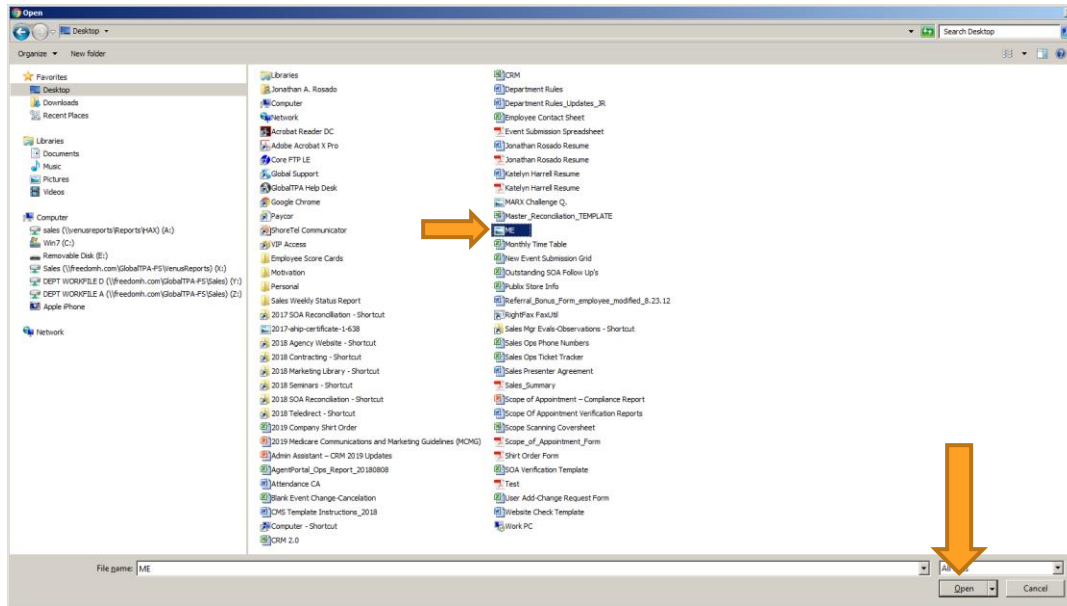 Open
Desktop
Search Desktop
Organize New folder
Favorites
Desktop
Downloads
Recent Places
Libraries
Documents
Music
Pictures
Videos
Computer
sales (\\venusreports\Reports\HAX) (A:)
Win7 (C:)
Removable Disk (E:)
Sales (\\freedomh.com\GlobalTPA-FS\VenusReports) (X:)
DEPT WORKFILE D (\\freedomh.com\GlobalTPA-FS\Sales) (Y:)
DEPT WORKFILE A (\\freedomh.com\GlobalTPA-FS\Sales) (Z:)
Apple iPhone
Network
Libraries
Jonathan A. Rosado
Computer
Network
Acrobat Reader DC
Adobe Acrobat X Pro
Core FTP LE
Global Support
GlobalTPA Help Desk
Google Chrome
Paycor
ShoreTel Communicator
VIP Access
Employee Score Cards
Motivation
Personal
Sales Weekly Status Report
2017 SOA Reconciliation - Shortcut
2017-ahip-certificate-1-638
2018 Agency Website - Shortcut
2018 Contracting - Shortcut
2018 Marketing Library - Shortcut
2018 Seminars - Shortcut
2018 SOA Reconciliation - Shortcut
2018 Teledirect - Shortcut
2019 Company Shirt Order
2019 Medicare Communications and Marketing Guidelines (MCMG)
Admin Assistant – CRM 2019 Updates
AgentPortal_Ops_Report_20180808
Attendance CA
Blank Event Change-Cancelation
CMS Template Instructions_2018
Computer - Shortcut
CRM 2.0
CRM
Department Rules
Department Rules_Updates_JR
Employee Contact Sheet
Event Submission Spreadsheet
Jonathan Rosado Resume
Jonathan Rosado Resume
Katelyn Harrell Resume
Katelyn Harrell Resume
MARX Challenge Q.
Master_Reconciliation_TEMPLATE
ME
Monthly Time Table
New Event Submission Grid
Outstanding SOA Follow Up's
Publix Store Info
Referral_Bonus_Form_employee_modified_8.23.12
RightFax FaxUtil
Sales Mgr Evals-Observations - Shortcut
Sales Ops Phone Numbers
Sales Ops Ticket Tracker
Sales Presenter Agreement
Sales_Summary
Scope of Appointment – Compliance Report
Scope Of Appointment Verification Reports
Scope Scanning Coversheet
Scope_of_Appointment_Form
Shirt Order Form
SOA Verification Template
Test
User Add-Change Request Form
Website Check Template
Work PC
File name: ME
Open Cancel